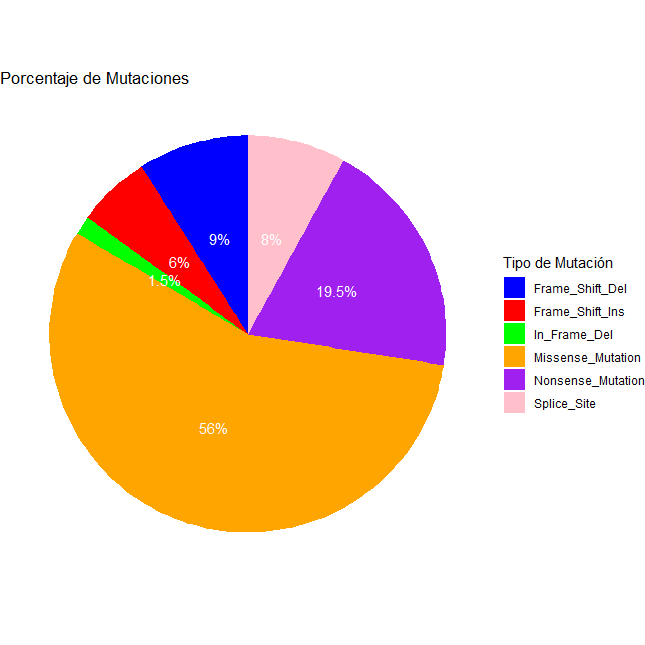 Porcentaje de Mutaciones
9%
8%
6%
1.5%
19.5%
56%
Tipo de Mutación
Frame_Shift_Del
Frame_Shift_Ins
In_Frame_Del
Missense_Mutation
Nonsense_Mutation
Splice_Site